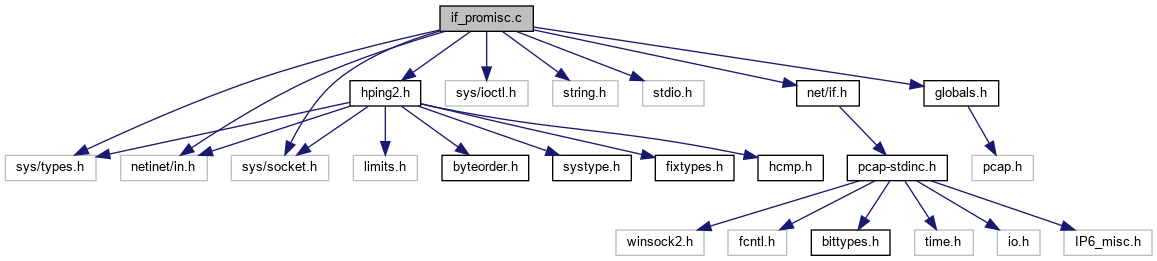 if_promisc.c
hping2.h
sys/ioctl.h
string.h
stdio.h
net/if.h
globals.h
sys/types.h
netinet/in.h
sys/socket.h
limits.h
byteorder.h
systype.h
fixtypes.h
hcmp.h
pcap-stdinc.h
pcap.h
winsock2.h
fcntl.h
bittypes.h
time.h
io.h
IP6_misc.h